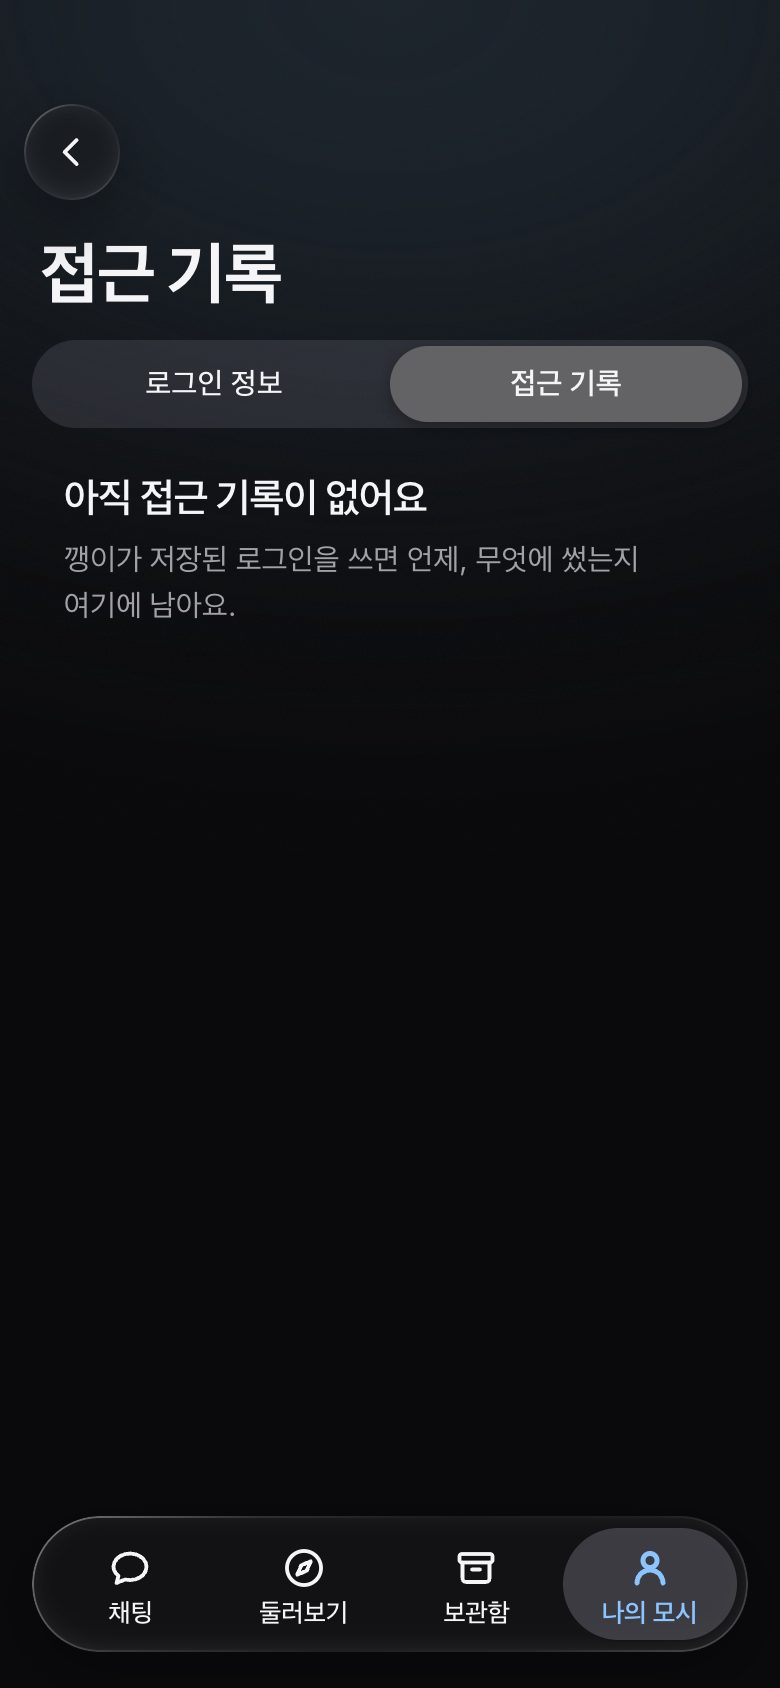 접근 기록
로그인 정보
접근 기록
아직 접근 기록이 없어요
깽이가 저장된 로그인을 쓰면 언제, 무엇에 썼는지
여기에 남아요.
채팅
둘러보기
보관함
나의 모시